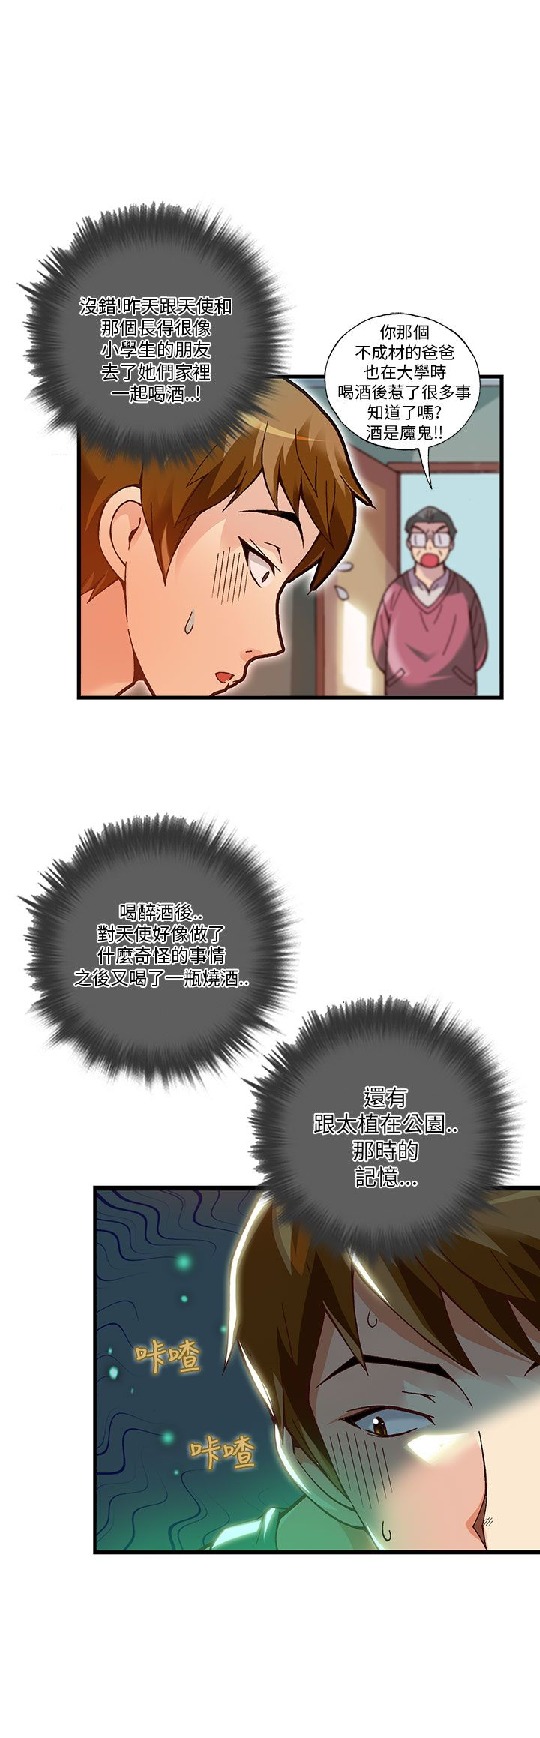 沒錯!昨天跟天使和
那個長得很像
小學生的朋友
去了她們家裡
一起喝酒..!
你那個
不成材的爸爸
也在大學時
喝酒後惹了很多事
知道了嗎?
酒是魔鬼!!
喝醉酒後..
對天使好像做了
什麼奇怪的事情
之後又喝了一瓶燒酒..
還有
跟太植在公園..
那時的
記憶...
咔喳
咔喳